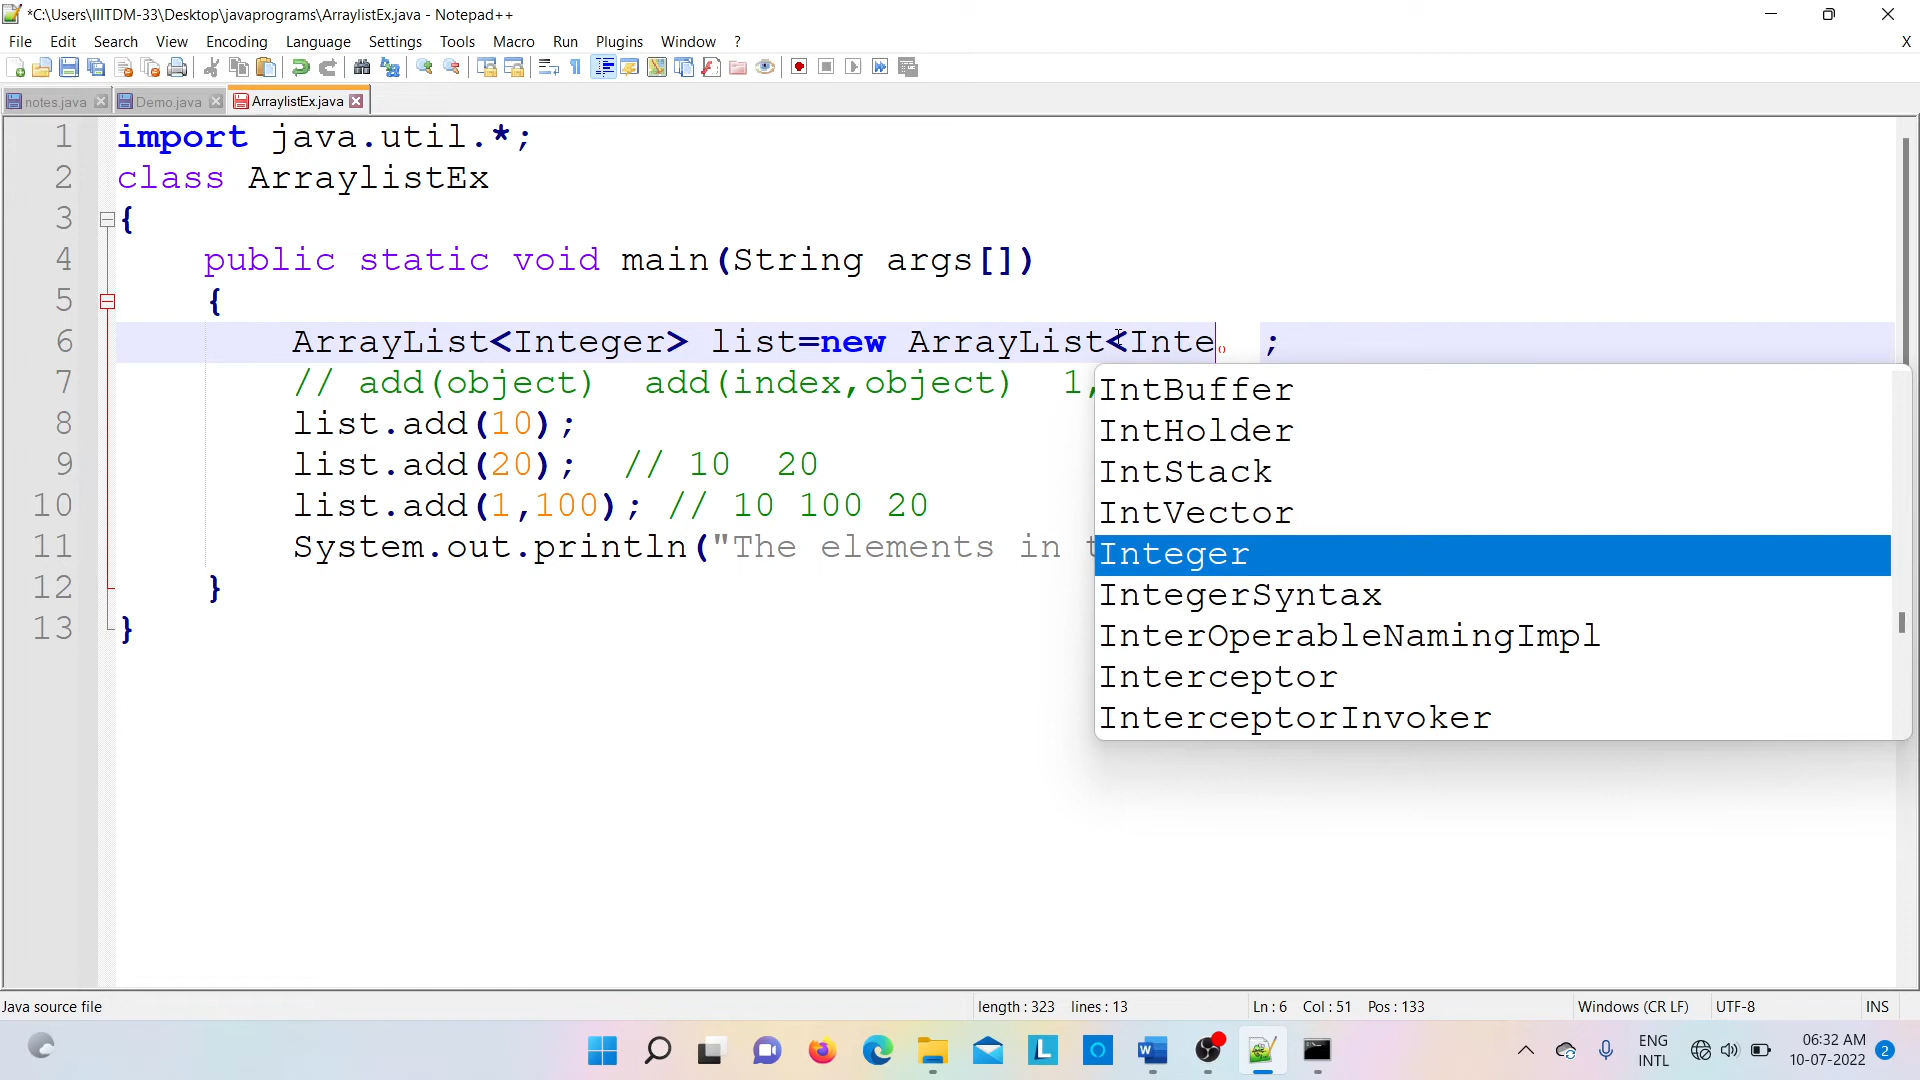 *C:\Users\IIITDM-33\Desktop\javaprograms\ArraylistEx.java - Notepad++
File Edit Search View Encoding Language Settings Tools Macro Run Plugins Window ? X
notes.java Demo.java ArraylistEx.java
1 import java.util.*;
2 class ArraylistEx
3 {
4 public static void main(String args[])
5 {
6 ArrayList<Integer> list=new ArrayList<Inte() ;
7 // add(object) add(index,object) 1,
8 list.add(10);
9 list.add(20); // 10 20
10 list.add(1,100); // 10 100 20
11 System.out.println("The elements in t
12 }
13 }
IntBuffer
IntHolder
IntStack
IntVector
Integer
IntegerSyntax
InterOperableNamingImpl
Interceptor
InterceptorInvoker
Java source file length : 323 lines : 13 Ln : 6 Col : 51 Pos : 133 Windows (CR LF) UTF-8 INS
ENG
INTL
06:32 AM
10-07-2022
2